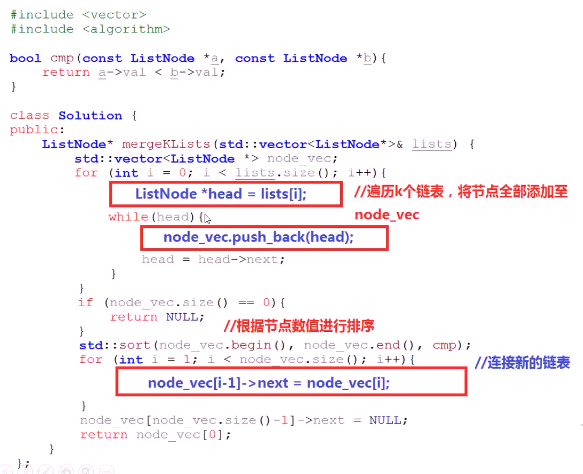 #include <vector>
#include <algorithm>
bool cmp(const ListNode *a, const ListNode *b){
    return a->val < b->val;
}
class Solution {
public:
    ListNode* mergeKLists(std::vector<ListNode*>& lists) {
        std::vector<ListNode *> node_vec;
        for (int i = 0; i < lists.size(); i++){
            ListNode *head = lists[i]; //遍历k个链表，将节点全部添加至
            while(head){ node_vec
                node_vec.push_back(head);
                head = head->next;
            }
        }
        if (node_vec.size() == 0){
            return NULL;
        } //根据节点数值进行排序
        std::sort(node_vec.begin(), node_vec.end(), cmp);
        for (int i = 1; i < node_vec.size(); i++){ //连接新的链表
            node_vec[i-1]->next = node_vec[i];
        }
        node_vec[node_vec.size()-1]->next = NULL;
        return node_vec[0];
    }
};